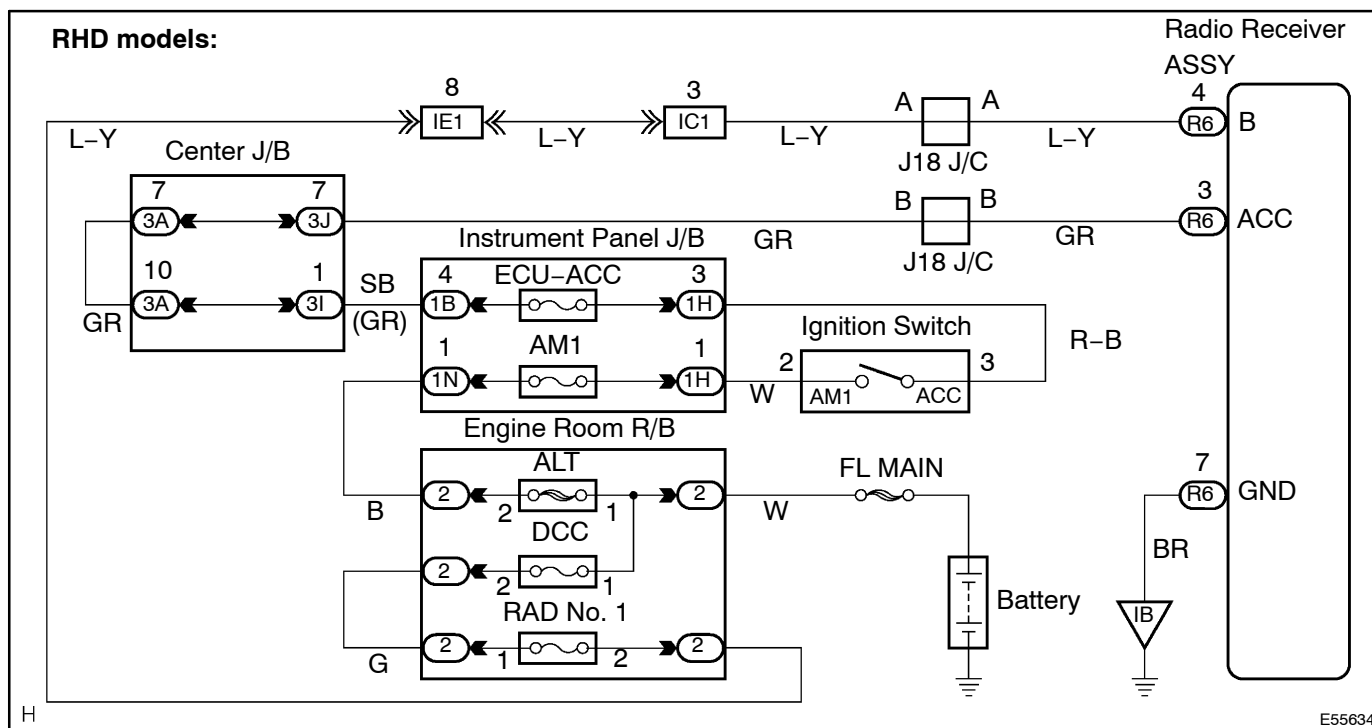 RHD models:
Radio Receiver
ASSY
8
3
A
A
4
IE1
IC1
R6
B
L–Y
L–Y
L–Y
L–Y
J18 J/C
Center J/B
7
7
B
B
3
3A
3J
R6
ACC
GR
GR
J18 J/C
Instrument Panel J/B
10
1
SB
4
ECU–ACC
3
3A
3I
1B
1H
GR
(GR)
Ignition Switch
R–B
1
AM1
1
2
3
1N
1H
W
AM1
ACC
Engine Room R/B
ALT
FL MAIN
7
2
2
R6
GND
B
2
1
W
DCC
BR
2
2
1
Battery
RAD No. 1
IB
2
2
G
1
2
H
E55634